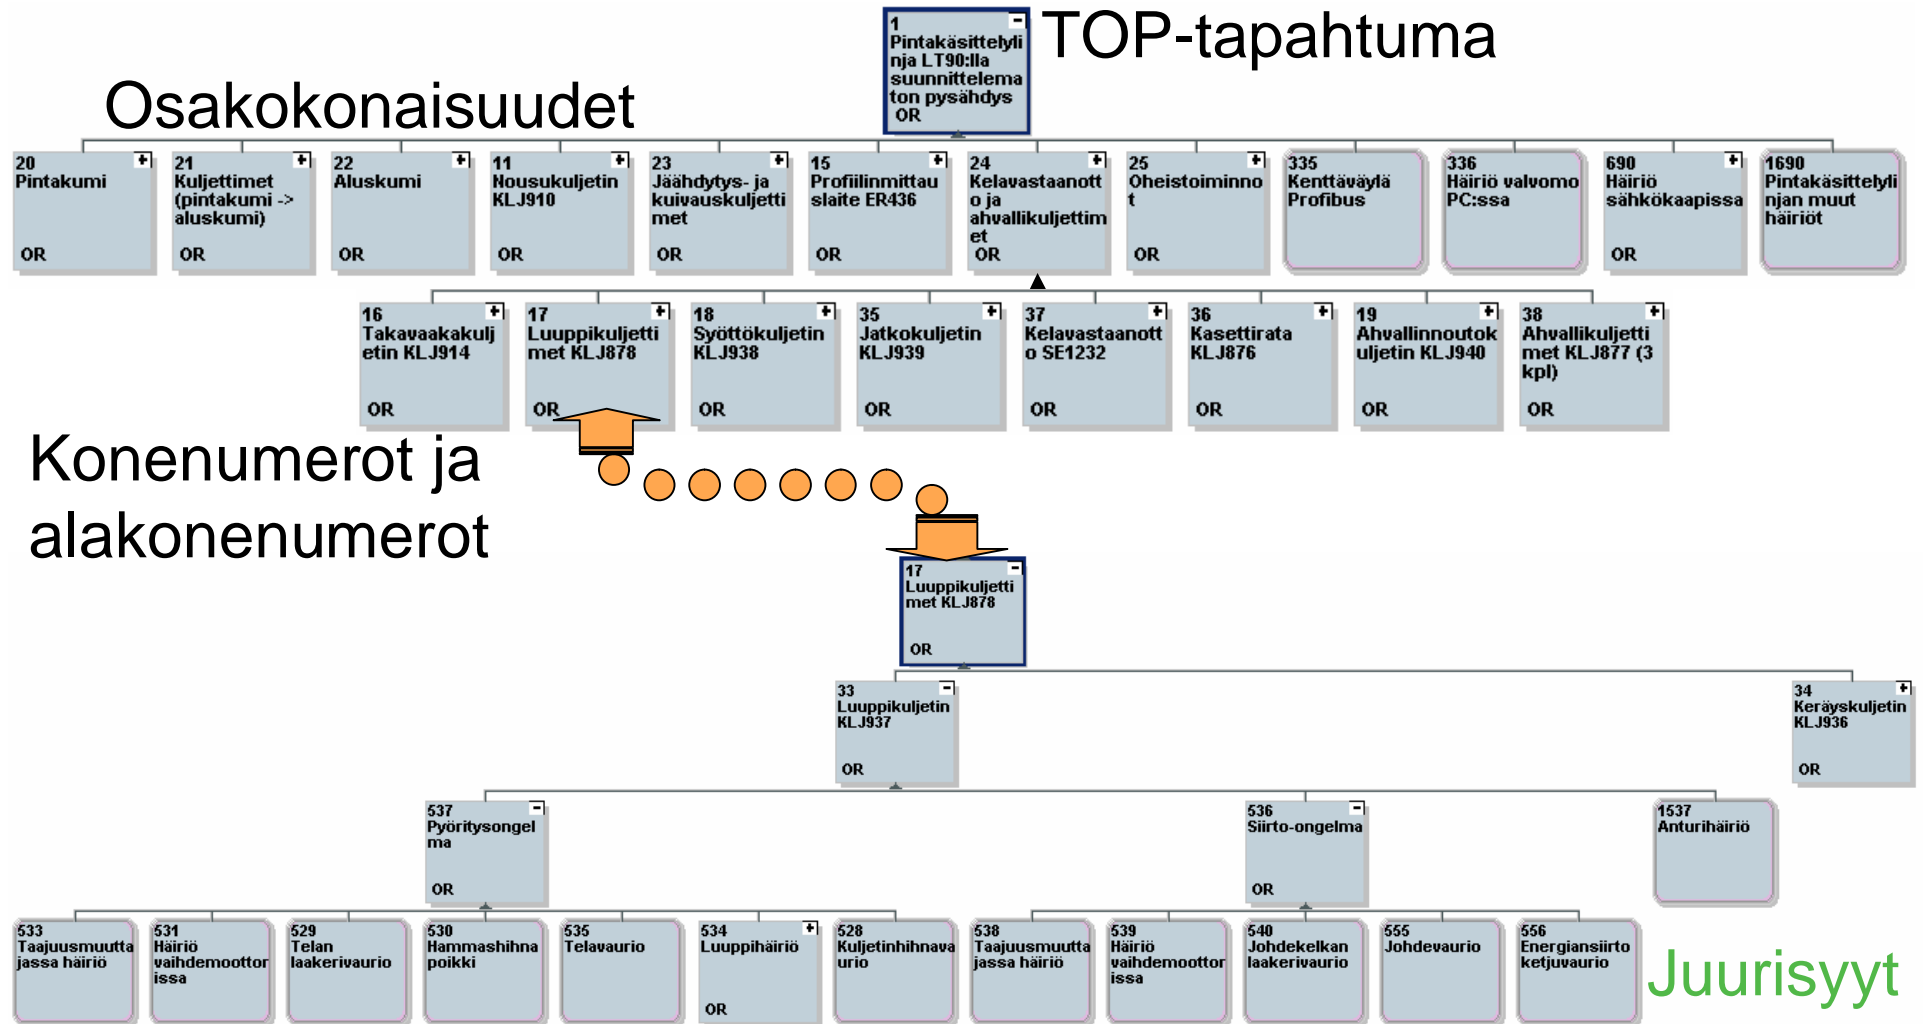 TOP-tapahtuma
1
Pintakäsittelyli
nja LT90:lla
suunnittelema
ton pysähdys
OR
Osakokonaisuudet
20
Pintakumi
OR
21
Kuljettimet
(pintakumi ->
aluskumi)
OR
22
Aluskumi
OR
11
Nousukuljetin
KLJ910
OR
23
Jäähdytys- ja
kuivauskuljetti
met
OR
15
Profiilinmittau
slaite ER436
OR
24
Kelavastaanott
o ja
ahvallikuljettim
et
OR
25
Oheistoiminno
t
OR
335
Kenttäväylä
Profibus
336
Häiriö valvomo
PC:ssa
690
Häiriö
sähkökaapissa
OR
1690
Pintakäsittelyli
njan muut
häiriöt
16
Takavaakakulj
etin KLJ914
OR
17
Luuppikuljetti
met KLJ878
OR
18
Syöttökuljetin
KLJ938
OR
35
Jatkokuljetin
KLJ939
OR
37
Kelavastaanott
o SE1232
OR
36
Kasettirata
KLJ876
OR
19
Ahvallinnoutok
uljetin KLJ940
OR
38
Ahvallikuljetti
met KLJ877 (3
kpl)
OR
Konenumerot ja
alakonenumerot
17
Luuppikuljetti
met KLJ878
OR
33
Luuppikuljetin
KLJ937
OR
34
Keräyskuljetin
KLJ936
OR
537
Pyöritysongel
ma
OR
536
Siirto-ongelma
OR
1537
Anturihäiriö
533
Taajuusmuutta
jassa häiriö
531
Häiriö
vaihdemoottor
issa
529
Telan
laakerivaurio
530
Hammashihna
poikki
535
Telavaurio
534
Luuppihäiriö
OR
528
Kuljetinhihnava
urio
538
Taajuusmuutta
jassa häiriö
539
Häiriö
vaihdemoottor
issa
540
Johdekelkan
laakerivaurio
555
Johdevaurio
556
Energiansiirto
ketjuvaurio
Juurisyyt